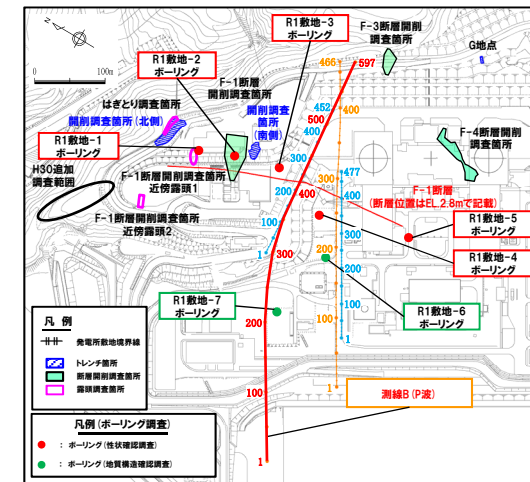 R1敷地-3
ボーリング
F-3断層開削
調査箇所
G地点
R1敷地-2
ボーリング
F-1断層
開削調査箇所
はぎとり調査箇所
開削調査箇所(北側)
開削調査
箇所
(南側)
R1敷地-1
ボーリング
H30追加
調査範囲
F-1断層開削調査箇所
近傍露頭1
F-1断層開削調査箇所
近傍露頭2
F-4断層開削
調査箇所
F-1断層
(断層位置はEL 2.8mで記載)
R1敷地-5
ボーリング
R1敷地-4
ボーリング
R1敷地-6
ボーリング
R1敷地-7
ボーリング
測線B(P波)
0 100m
597
500
400
300
200
100
1
466
400
300
200
100
1
452
400
300
200
100
1
477
400
300
200
100
1
凡 例
発電所敷地境界線
トレンチ箇所
断層開削調査箇所
露頭調査箇所
凡例(ボーリング調査)
: ボーリング(性状確認調査)
: ボーリング(地質構造確認調査)